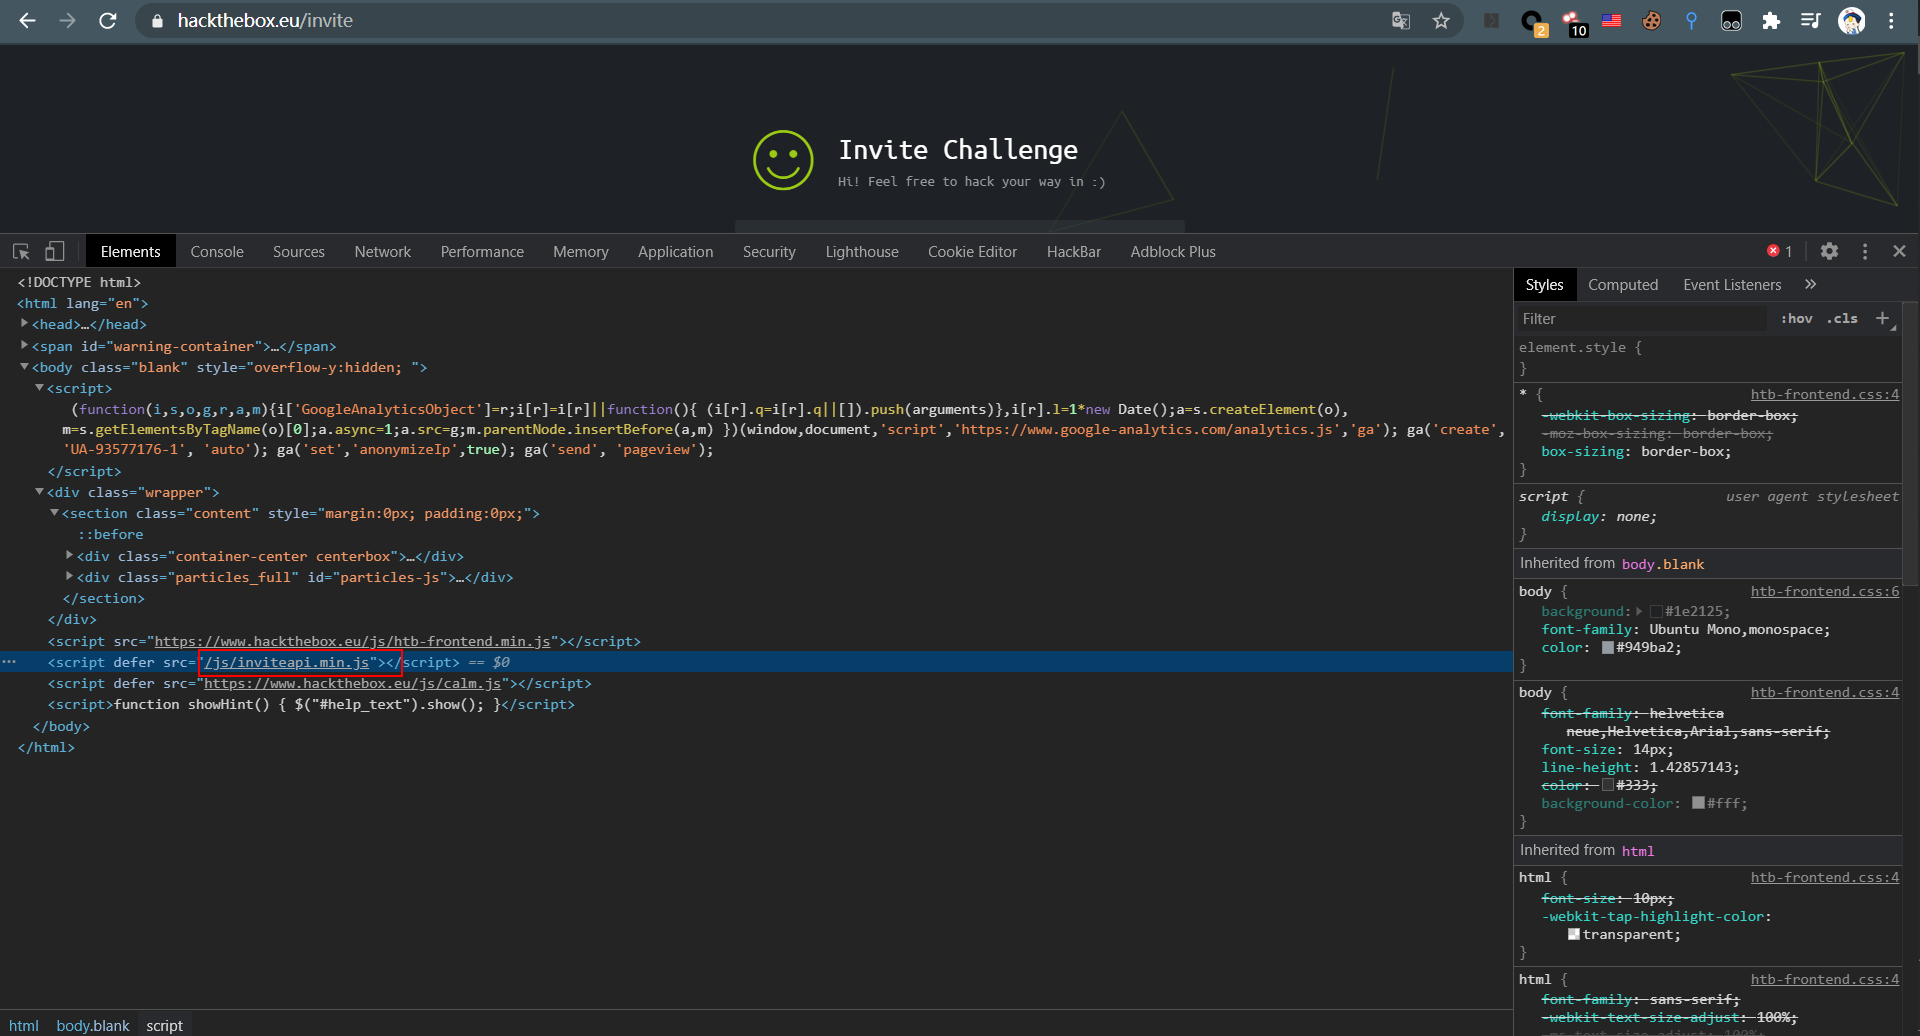 hackthebox.eu/invite
2
10
Invite Challenge
Hi! Feel free to hack your way in :)
Elements Console Sources Network Performance Memory Application Security Lighthouse Cookie Editor HackBar Adblock Plus 1
<!DOCTYPE html>
<html lang="en">
<head>…</head>
<span id="warning-container">…</span>
<body class="blank" style="overflow-y:hidden; ">
<script>
(function(i,s,o,g,r,a,m){i['GoogleAnalyticsObject']=r;i[r]=i[r]||function(){ (i[r].q=i[r].q||[]).push(arguments)},i[r].l=1*new Date();a=s.createElement(o),
m=s.getElementsByTagName(o)[0];a.async=1;a.src=g;m.parentNode.insertBefore(a,m) })(window,document,'script','https://www.google-analytics.com/analytics.js','ga'); ga('create',
'UA-93577176-1', 'auto'); ga('set','anonymizeIp',true); ga('send', 'pageview');
</script>
<div class="wrapper">
<section class="content" style="margin:0px; padding:0px;">
::before
<div class="container-center centerbox">…</div>
<div class="particles_full" id="particles-js">…</div>
</section>
</div>
<script src="https://www.hackthebox.eu/js/htb-frontend.min.js"></script>
<script defer src="/js/inviteapi.min.js"></script> == $0
<script defer src="https://www.hackthebox.eu/js/calm.js"></script>
<script>function showHint() { $("#help_text").show(); }</script>
</body>
</html>
html body.blank script
Styles Computed Event Listeners »
Filter :hov .cls +
element.style {
}
* { htb-frontend.css:4
-webkit-box-sizing: border-box;
-moz-box-sizing: border-box;
box-sizing: border-box;
}
script { user agent stylesheet
display: none;
}
Inherited from body.blank
body { htb-frontend.css:6
background: #1e2125;
font-family: Ubuntu Mono,monospace;
color: #949ba2;
}
body { htb-frontend.css:4
font-family: helvetica
neue,Helvetica,Arial,sans-serif;
font-size: 14px;
line-height: 1.42857143;
color: #333;
background-color: #fff;
}
Inherited from html
html { htb-frontend.css:4
font-size: 10px;
-webkit-tap-highlight-color:
transparent;
}
html { htb-frontend.css:4
font-family: sans-serif;
-webkit-text-size-adjust: 100%;
-ms-text-size-adjust: 100%;